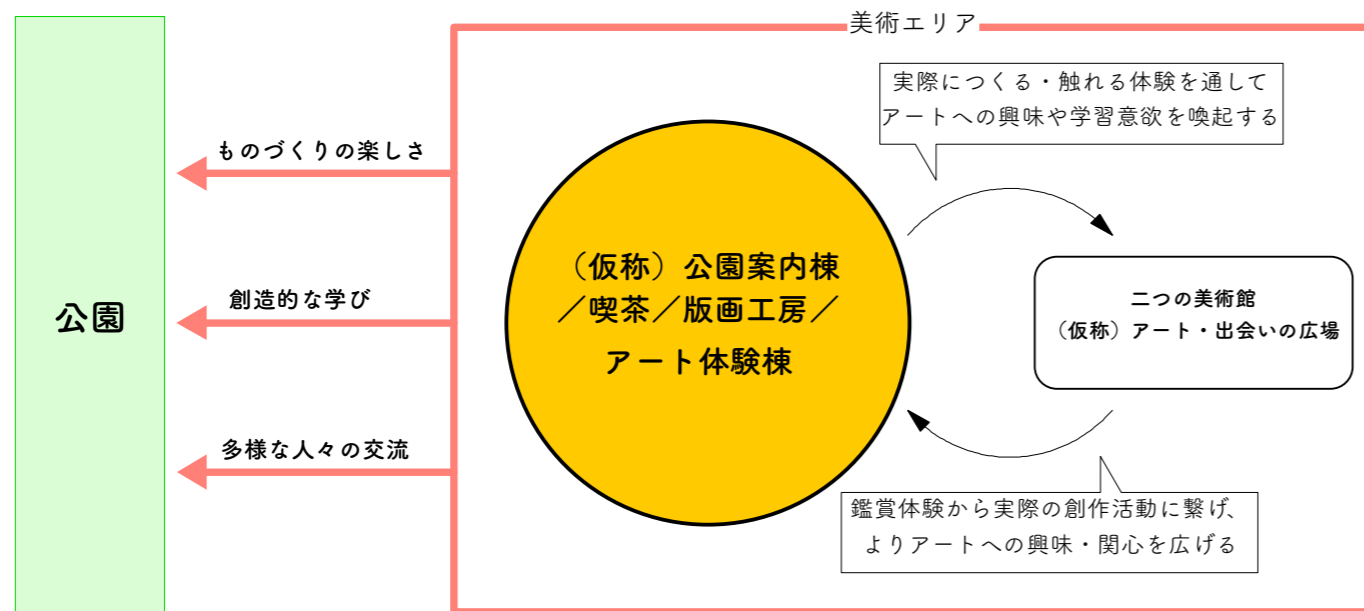 美術エリア
実際につくる・触れる体験を通して
アートへの興味や学習意欲を喚起する
ものづくりの楽しさ
創造的な学び
多様な人々の交流
公園
（仮称）公園案内棟
／喫茶／版画工房／
アート体験棟
二つの美術館
（仮称）アート・出会いの広場
鑑賞体験から実際の創作活動に繋げ、
よりアートへの興味・関心を広げる